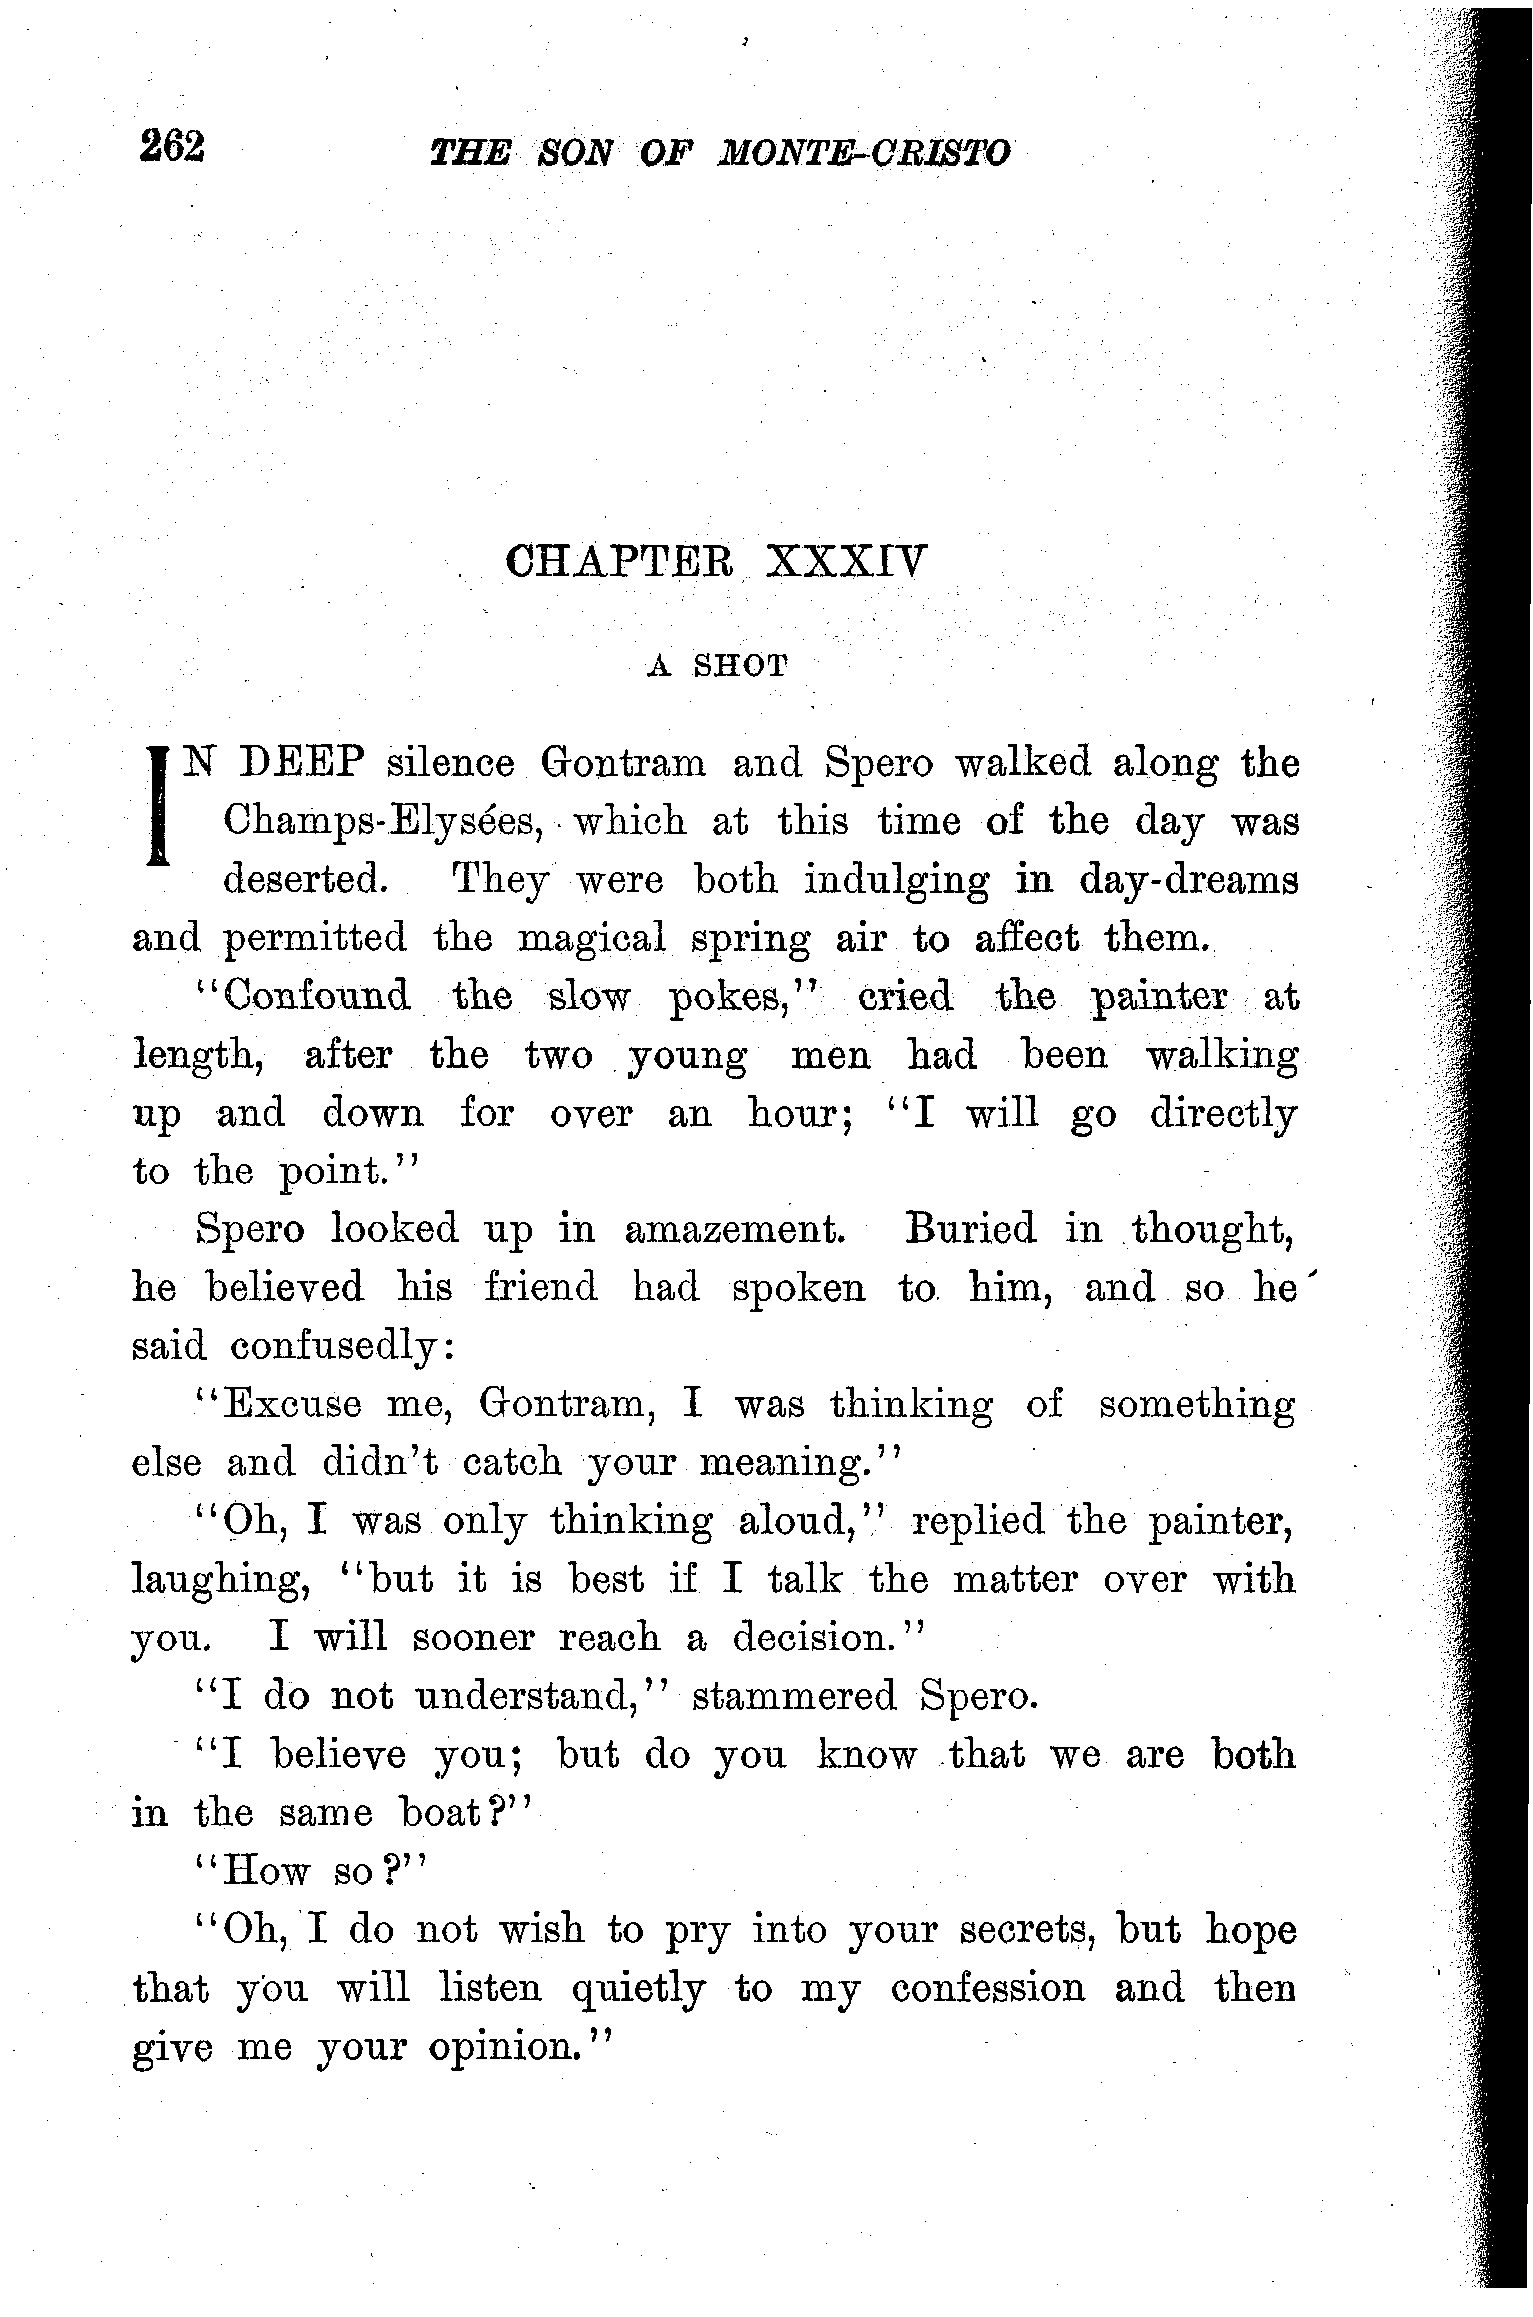 262 THE SON OF MONTE-CRISTO
CHAPTER XXXIV
A SHOT
IN DEEP silence Gontram and Spero walked along the
Champs-Elysées, which at this time of the day was
deserted. They were both indulging in day-dreams
and permitted the magical spring air to affect them.
"Confound the slow pokes," cried the painter at
length, after the two young men had been walking
up and down for over an hour; "I will go directly
to the point."
Spero looked up in amazement. Buried in thought,
he believed his friend had spoken to him, and so he
said confusedly:
"Excuse me, Gontram, I was thinking of something
else and didn't catch your meaning."
"Oh, I was only thinking aloud," replied the painter,
laughing, "but it is best if I talk the matter over with
you. I will sooner reach a decision."
"I do not understand," stammered Spero.
"I believe you; but do you know that we are both
in the same boat?"
"How so?"
"Oh, I do not wish to pry into your secrets, but hope
that you will listen quietly to my confession and then
give me your opinion."